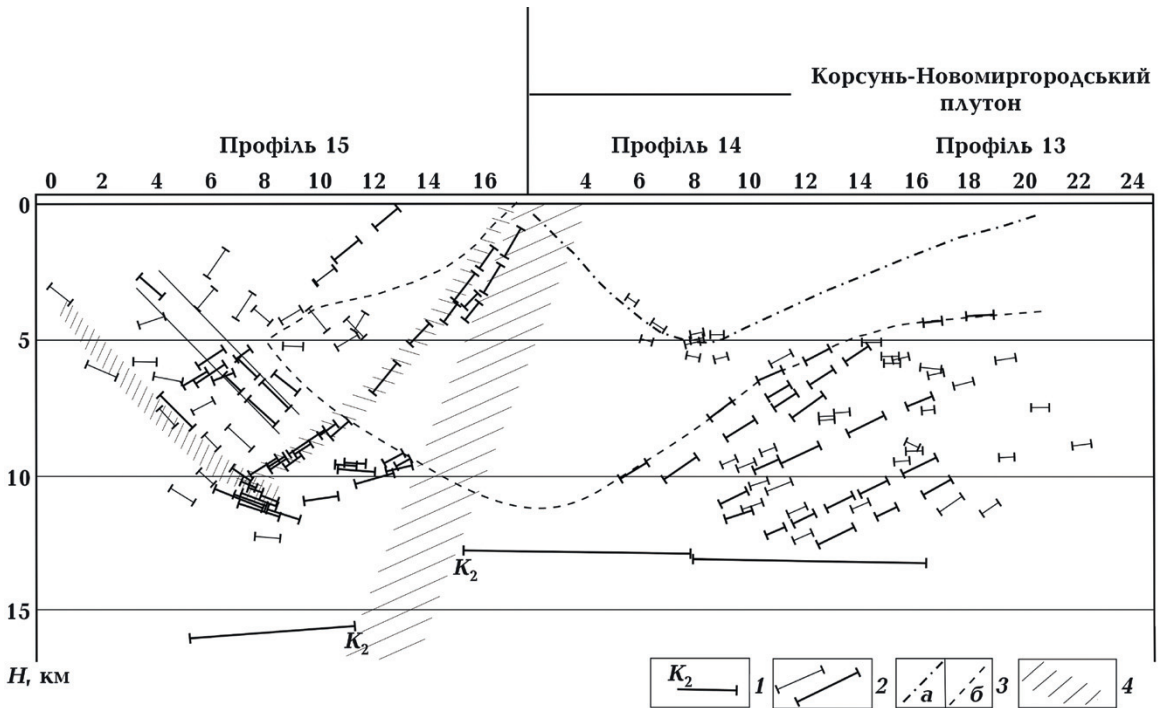 Корсунь-Новомиргородський
плутон
Профіль 15 Профіль 14 Профіль 13
0 2 4 6 8 10 12 14 16 4 6 8 10 12 14 16 18 20 22 24
0
5
10
K₂
15
K₂
H, км
K₂ 1 2 а б 3 4